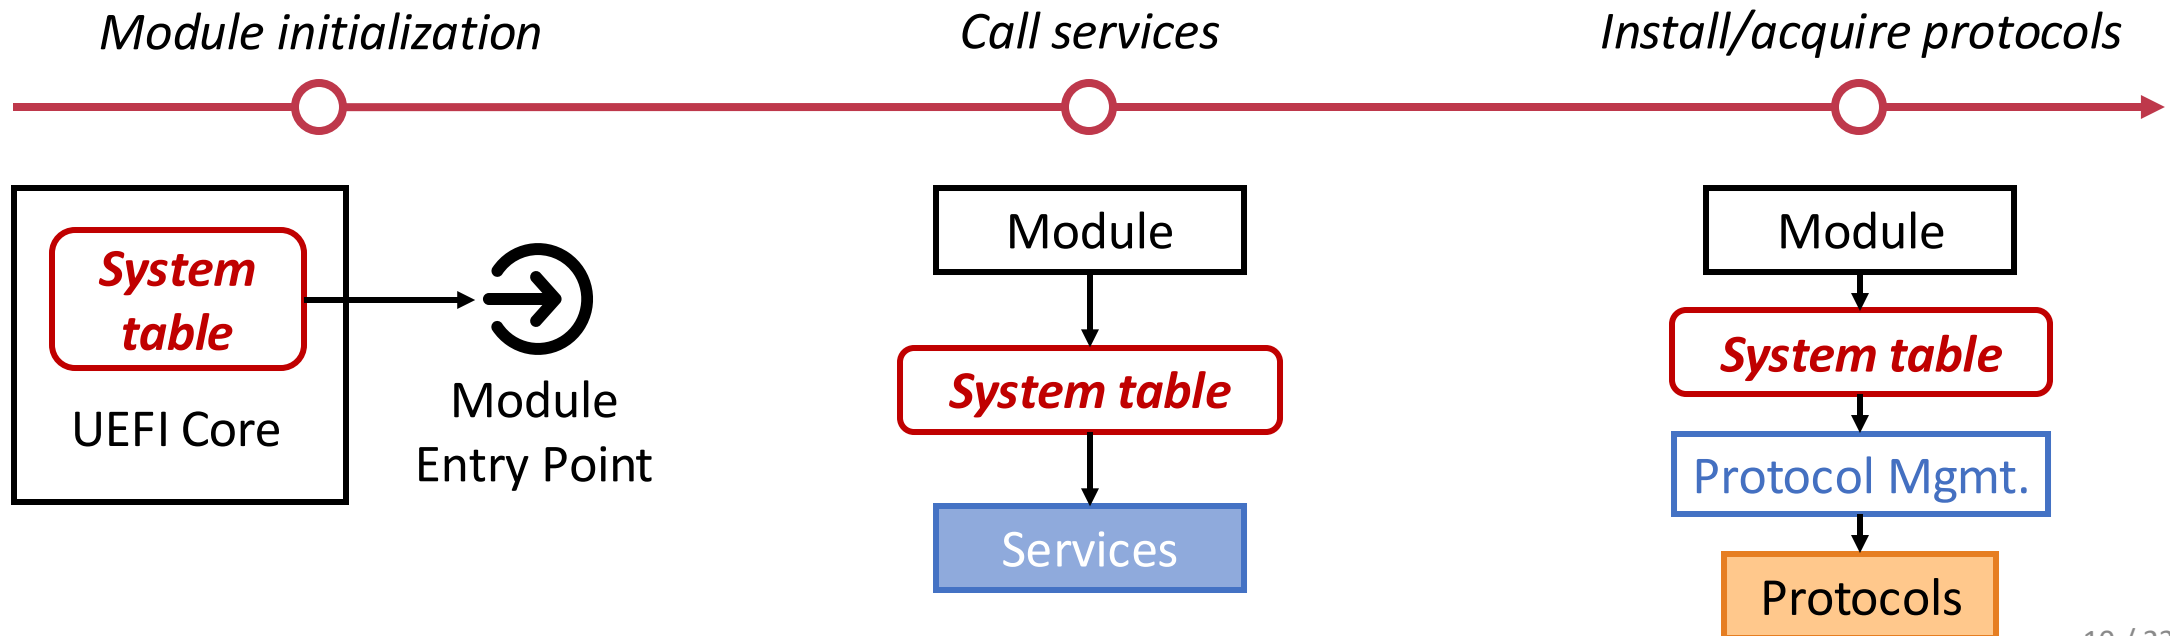 Module initialization
Call services
Install/acquire protocols
System
table
UEFI Core
Module
Entry Point
Module
System table
Services
Module
System table
Protocol Mgmt.
Protocols